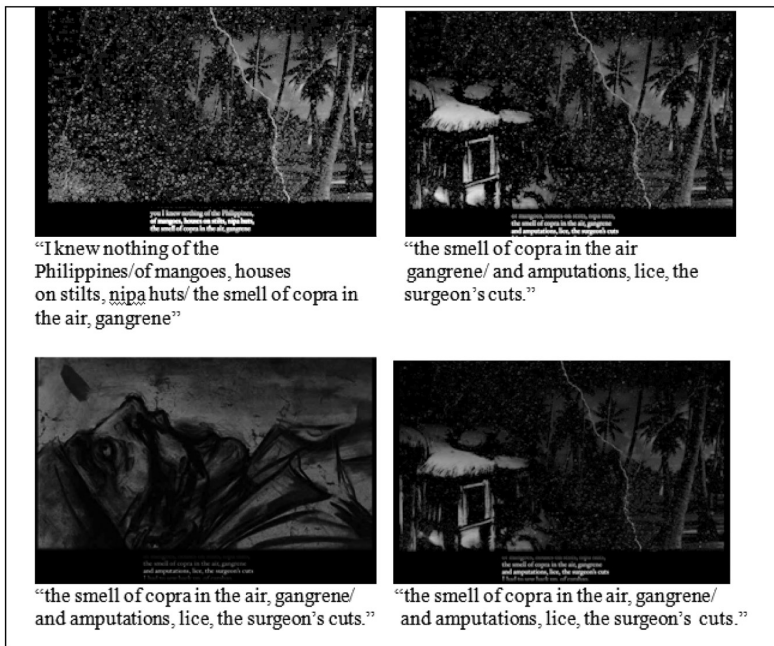 you I knew nothing of the Philippines,
of mangoes, houses on stilts, nipa huts,
the smell of copra in the air, gangrene
“I knew nothing of the
Philippines/of mangoes, houses
on stilts, nipa huts/ the smell of copra in
the air, gangrene”
of mangoes, houses on stilts, nipa huts,
the smell of copra in the air, gangrene
and amputations, lice, the surgeon's cuts
“the smell of copra in the air
gangrene/ and amputations, lice, the
surgeon’s cuts.”
the smell of copra in the air, gangrene
and amputations, lice, the surgeon's cuts
“the smell of copra in the air, gangrene/
and amputations, lice, the surgeon’s cuts.”
of mangoes, houses on stilts, nipa huts,
the smell of copra in the air, gangrene
and amputations, lice, the surgeon's cuts
“the smell of copra in the air, gangrene/
and amputations, lice, the surgeon’s cuts.”